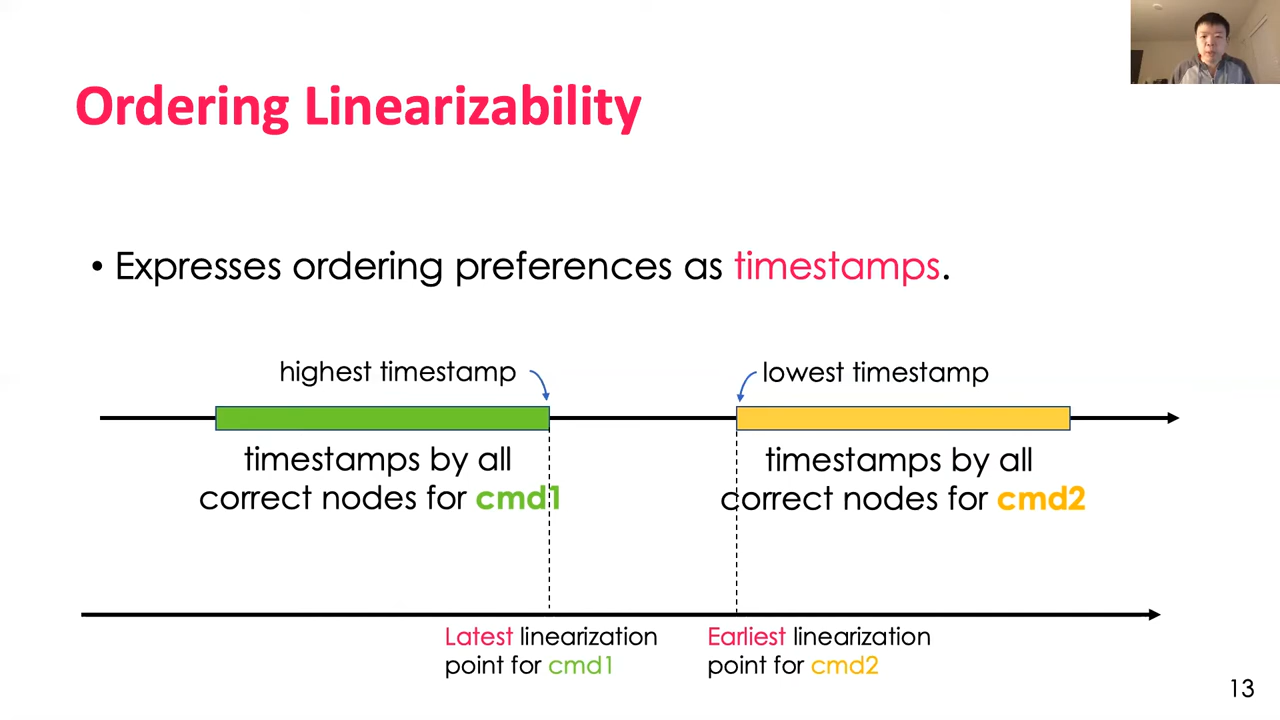 Ordering Linearizability
• Expresses ordering preferences as timestamps.
highest timestamp
lowest timestamp
timestamps by all
correct nodes for cmd1
timestamps by all
correct nodes for cmd2
Latest linearization
point for cmd1
Earliest linearization
point for cmd2
13